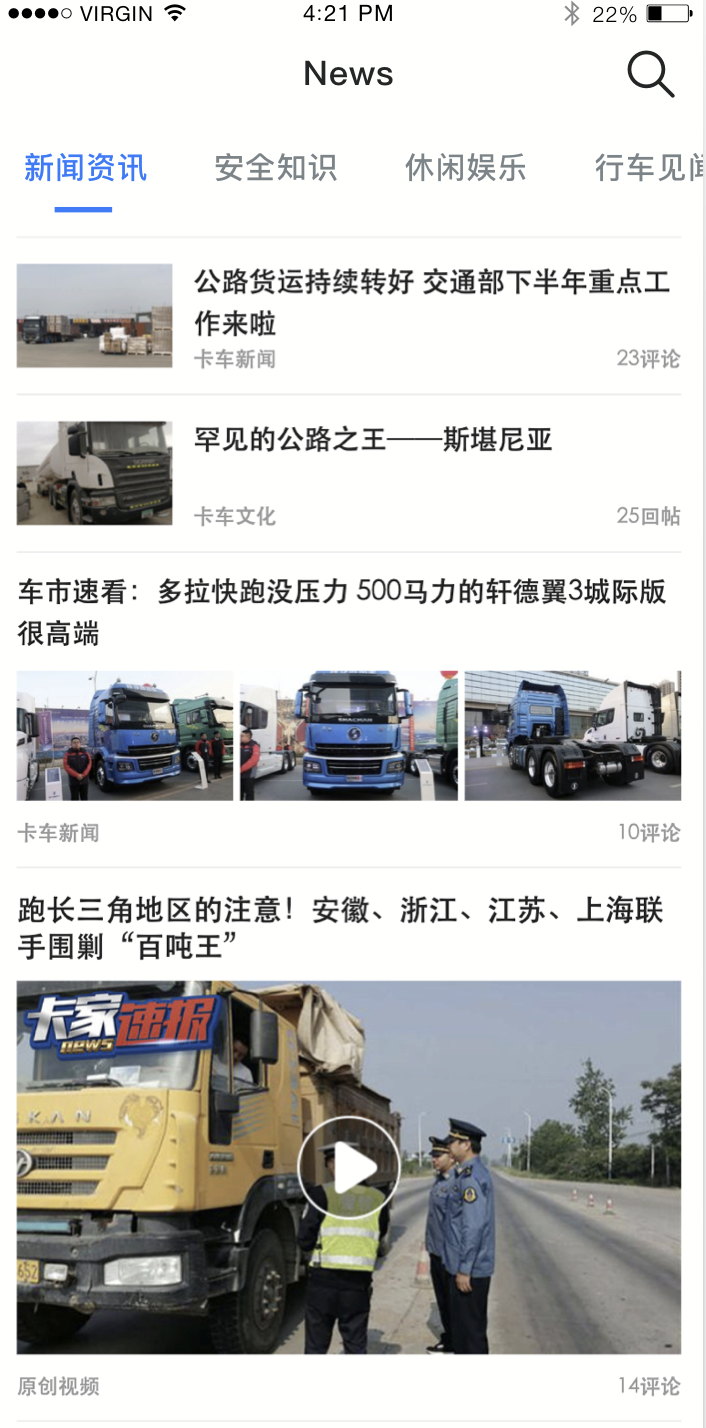 VIRGIN 4:21 PM 22%
News
新闻资讯 安全知识 休闲娱乐 行车见闻
公路货运持续转好 交通部下半年重点工
作来啦
卡车新闻 23评论
罕见的公路之王——斯堪尼亚
卡车文化 25回帖
车市速看：多拉快跑没压力 500马力的轩德翼3城际版
很高端
SHACMAN
卡车新闻 10评论
跑长三角地区的注意！安徽、浙江、江苏、上海联
手围剿“百吨王”
卡家速报
news
KAN
652
原创视频 14评论